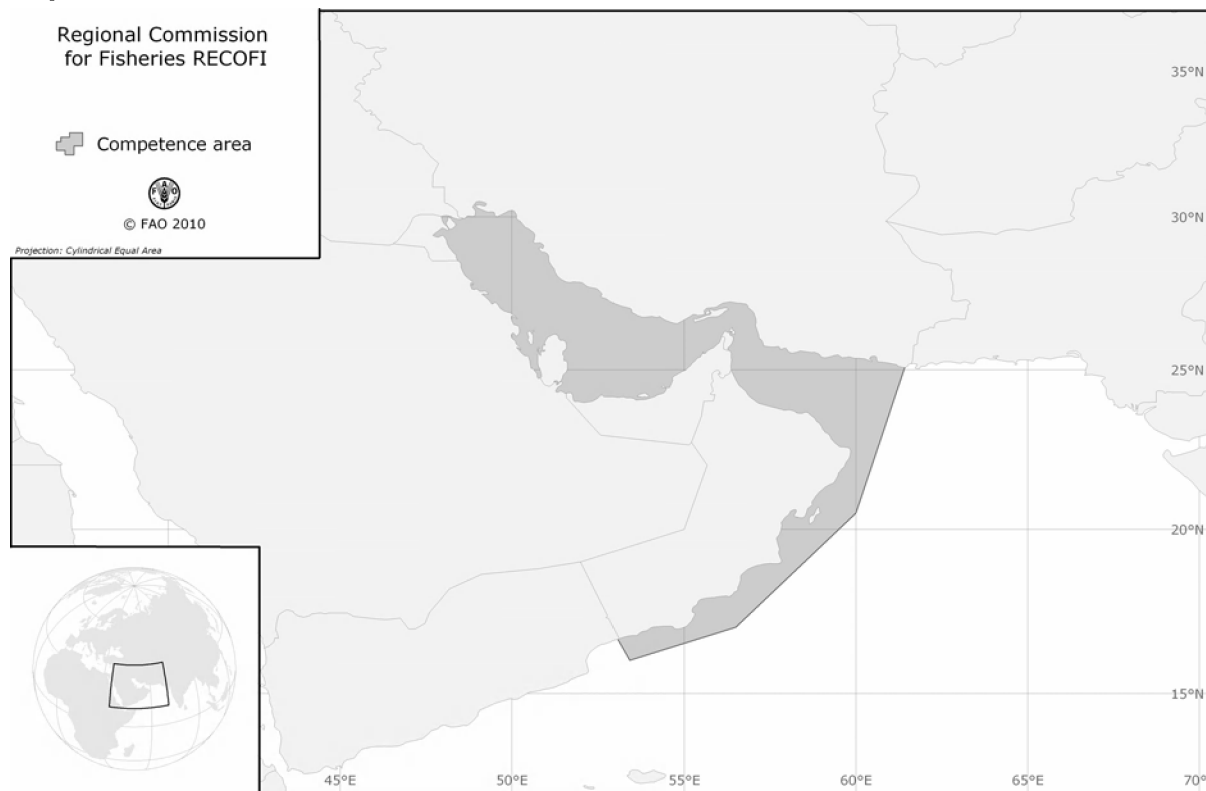 Regional Commission
for Fisheries RECOFI
Competence area
FAO
© FAO 2010
Projection: Cylindrical Equal Area
35°N
30°N
25°N
20°N
15°N
45°E
50°E
55°E
60°E
65°E
70°